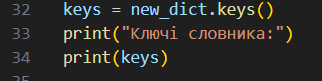 32 keys = new_dict.keys()
33 print("Ключі словника:")
34 print(keys)